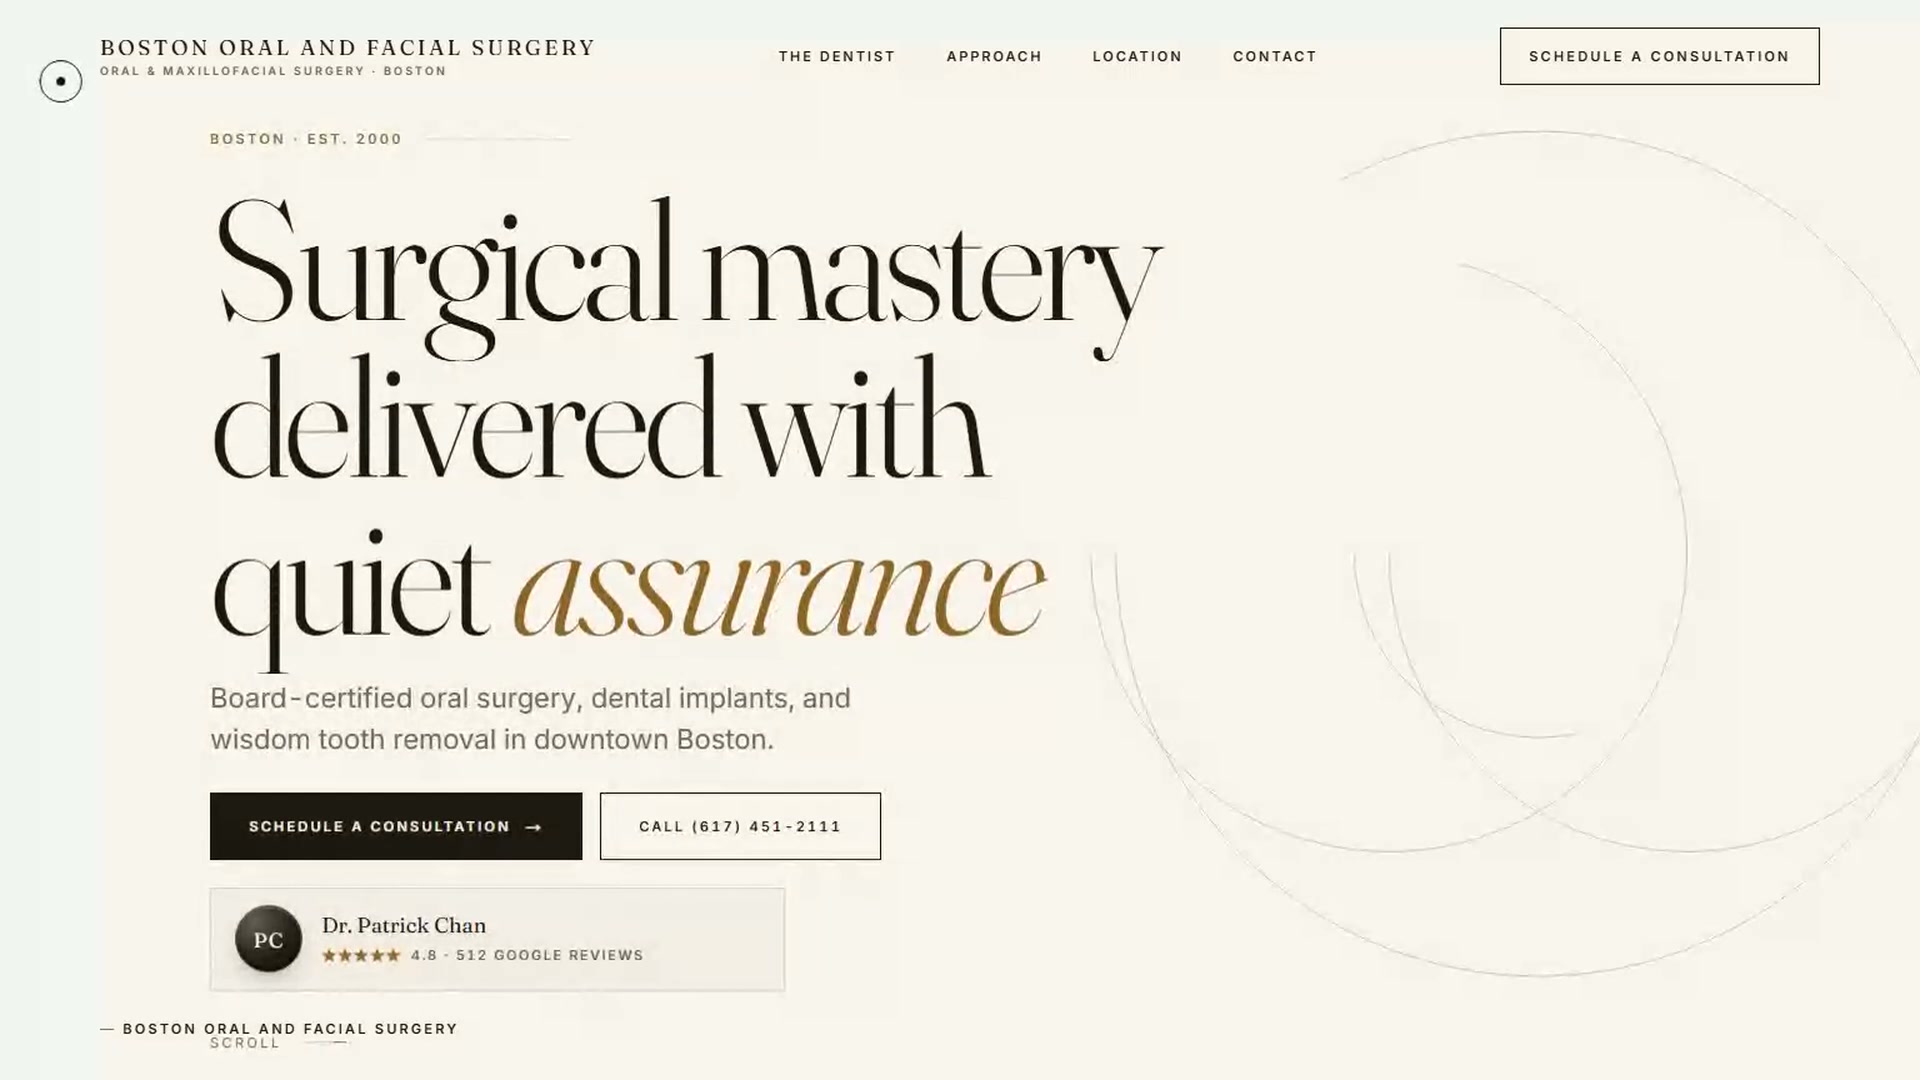 BOSTON ORAL AND FACIAL SURGERY
ORAL & MAXILLOFACIAL SURGERY · BOSTON
THE DENTIST
APPROACH
LOCATION
CONTACT
SCHEDULE A CONSULTATION
BOSTON · EST. 2000
Surgical mastery
delivered with
quiet assurance
Board-certified oral surgery, dental implants, and
wisdom tooth removal in downtown Boston.
SCHEDULE A CONSULTATION →
CALL (617) 451-2111
PC
Dr. Patrick Chan
★★★★★ 4.8 · 512 GOOGLE REVIEWS
— BOSTON ORAL AND FACIAL SURGERY
SCROLL